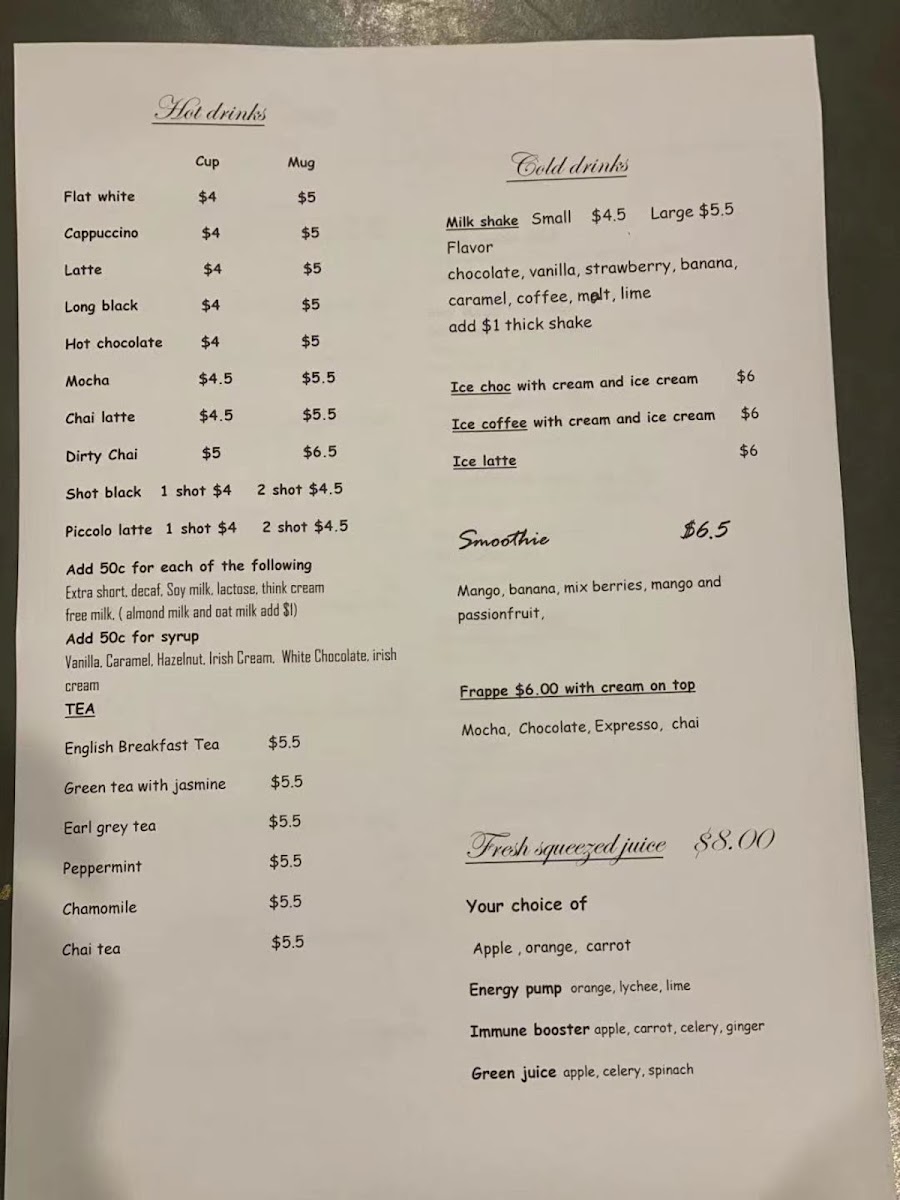 Hot drinks
Cup Mug
Flat white $4 $5
Cappuccino $4 $5
Latte $4 $5
Long black $4 $5
Hot chocolate $4 $5
Mocha $4.5 $5.5
Chai latte $4.5 $5.5
Dirty Chai $5 $6.5
Shot black 1 shot $4 2 shot $4.5
Piccolo latte 1 shot $4 2 shot $4.5
Add 50c for each of the following
Extra short, decaf, Soy milk, lactose, think cream
free milk, ( almond milk and oat milk add $1)
Add 50c for syrup
Vanilla, Caramel, Hazelnut, Irish Cream, White Chocolate, irish
cream
TEA
English Breakfast Tea $5.5
Green tea with jasmine $5.5
Earl grey tea $5.5
Peppermint $5.5
Chamomile $5.5
Chai tea $5.5
Cold drinks
Milk shake Small $4.5 Large $5.5
Flavor
chocolate, vanilla, strawberry, banana,
caramel, coffee, malt, lime
add $1 thick shake
Ice choc with cream and ice cream $6
Ice coffee with cream and ice cream $6
Ice latte $6
Smoothie $6.5
Mango, banana, mix berries, mango and
passionfruit,
Frappe $6.00 with cream on top
Mocha, Chocolate, Expresso, chai
Fresh squeezed juice $8.00
Your choice of
Apple , orange, carrot
Energy pump orange, lychee, lime
Immune booster apple, carrot, celery, ginger
Green juice apple, celery, spinach